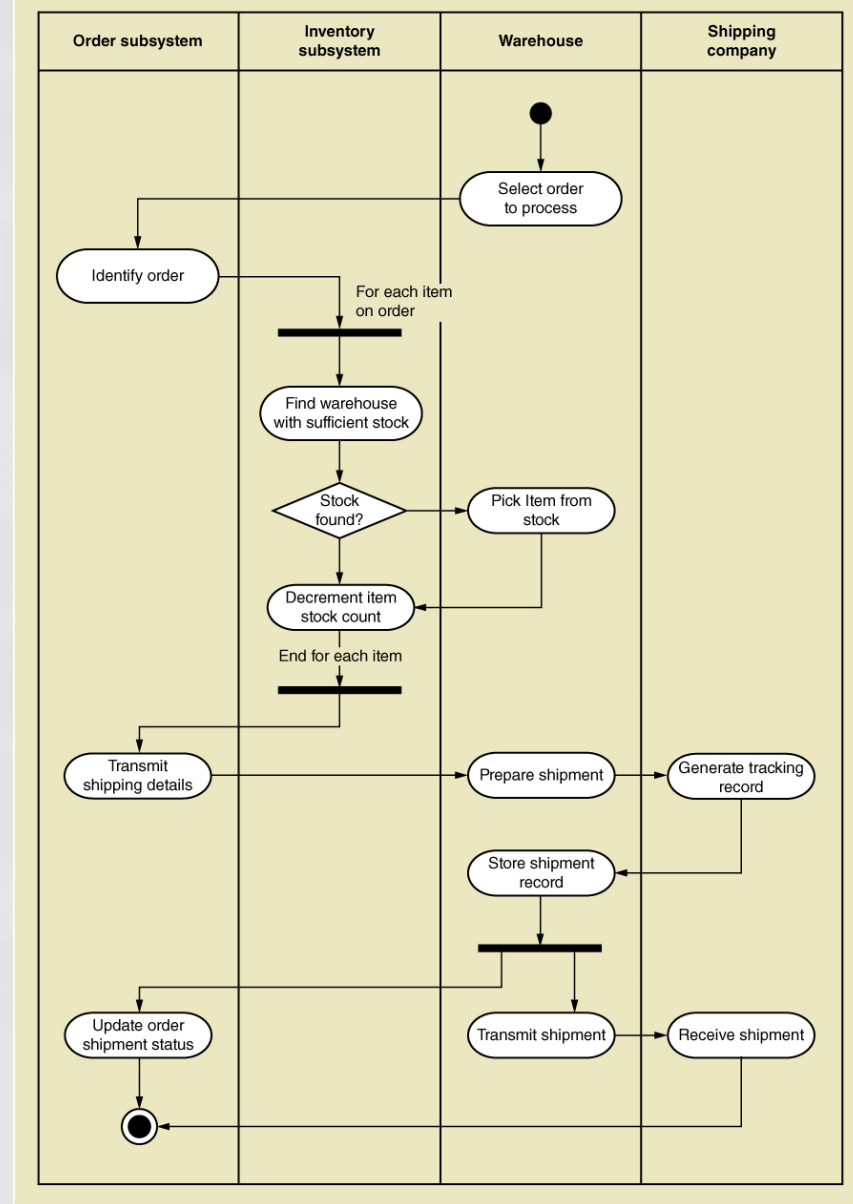 Order subsystem
Inventory
subsystem
Warehouse
Shipping
company
Select order
to process
Identify order
For each item
on order
Find warehouse
with sufficient stock
Stock
found?
Pick Item from
stock
Decrement item
stock count
End for each item
Transmit
shipping details
Prepare shipment
Generate tracking
record
Store shipment
record
Update order
shipment status
Transmit shipment
Receive shipment